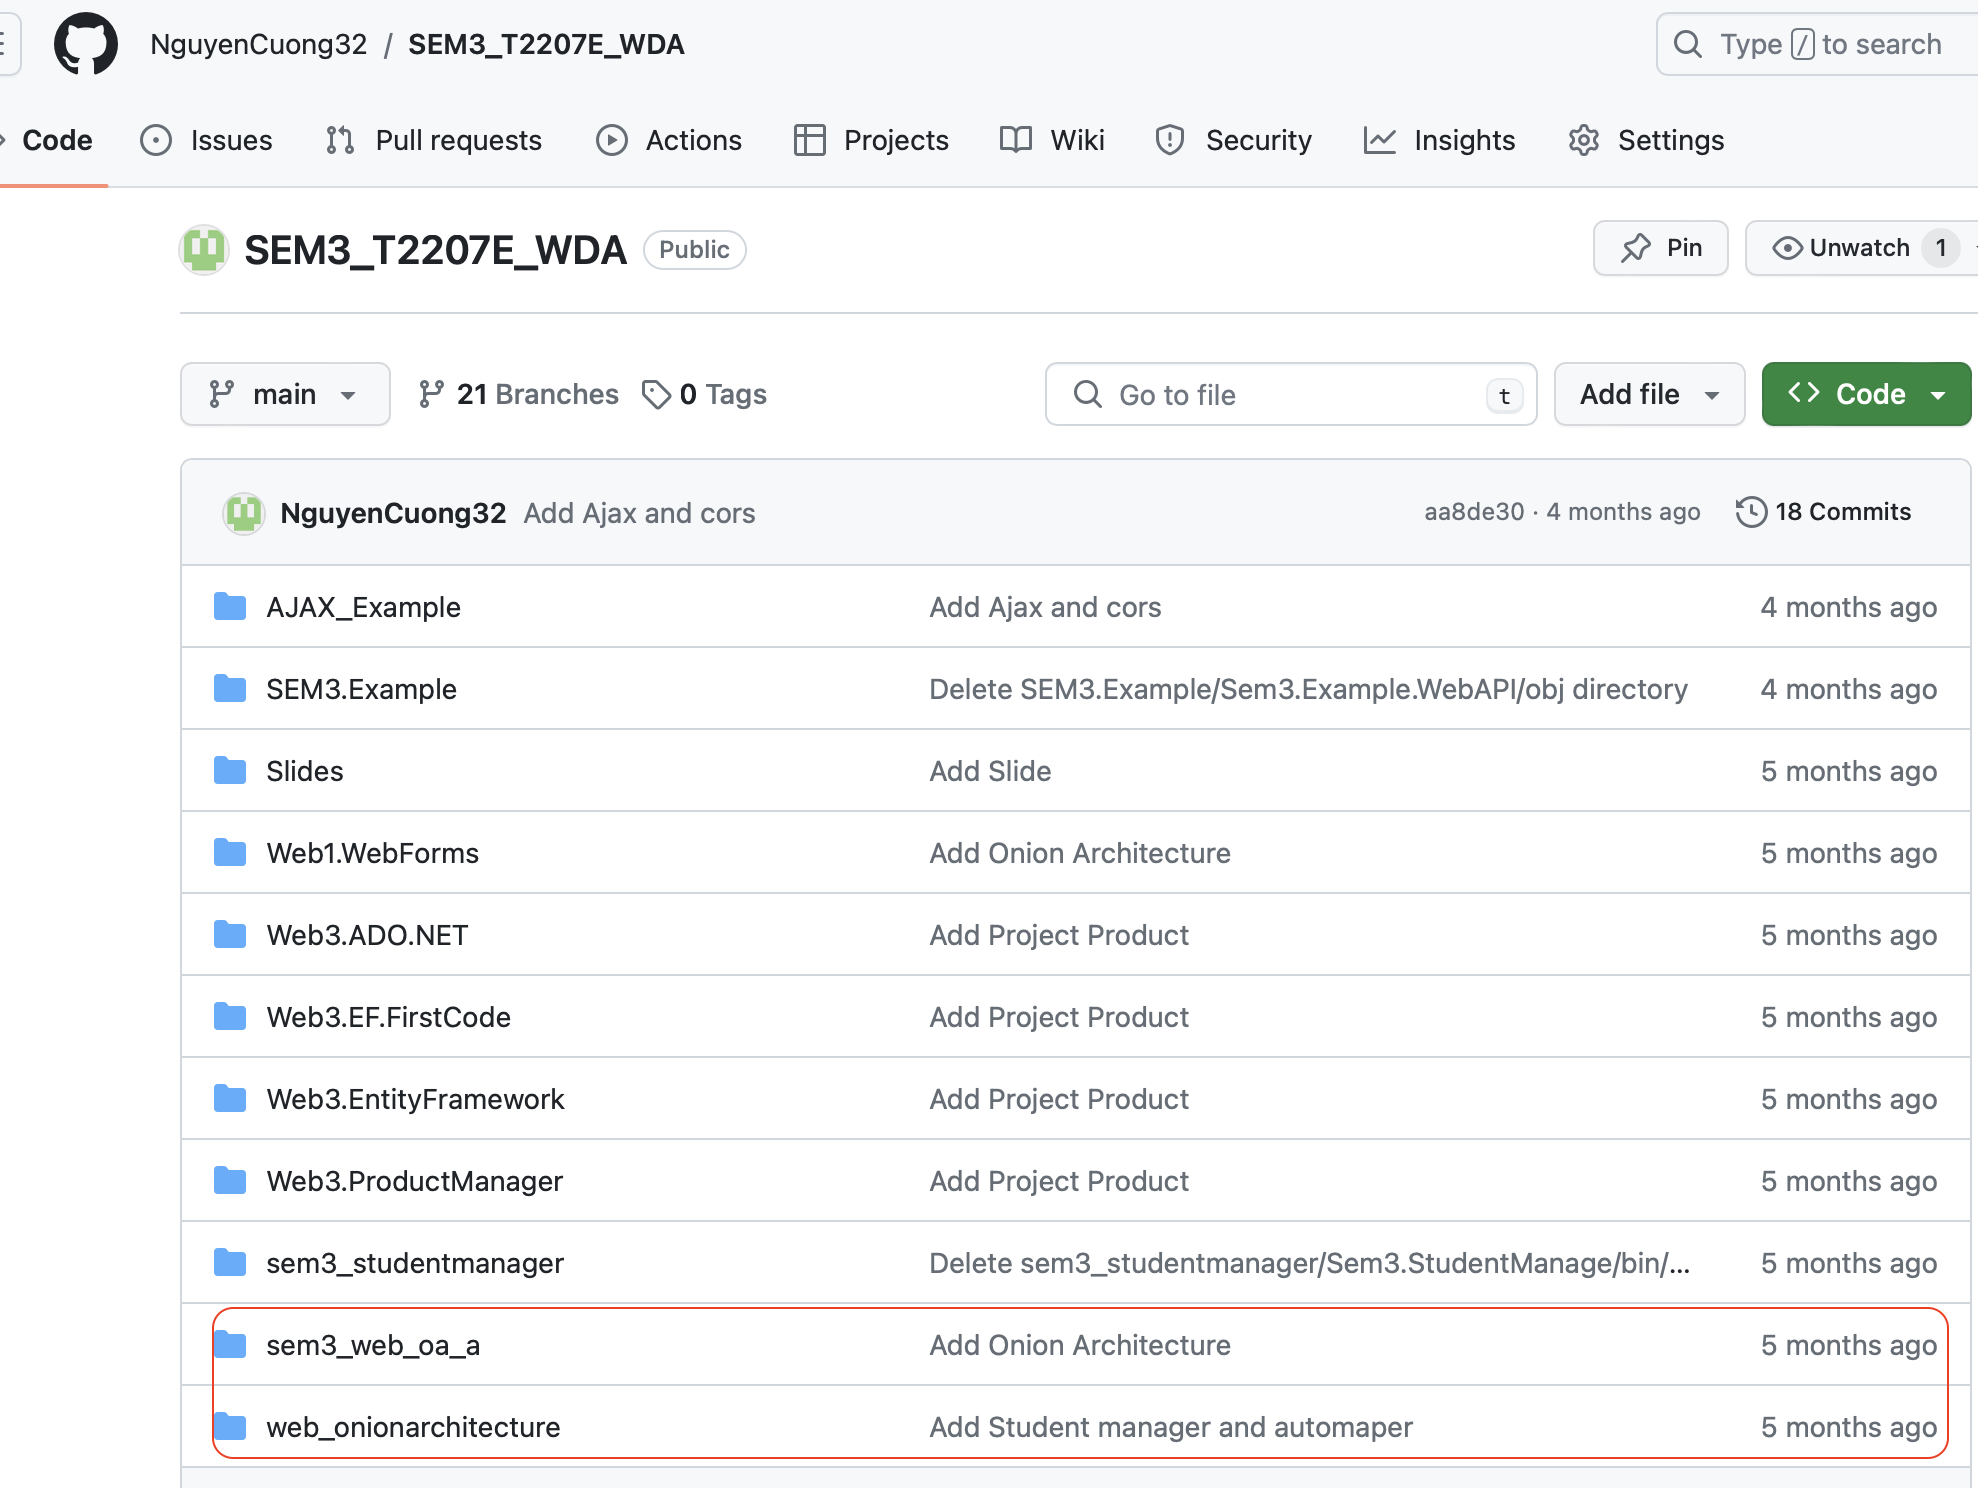 NguyenCuong32 / SEM3_T2207E_WDA
Type / to search
Code Issues Pull requests Actions Projects Wiki Security Insights Settings
SEM3_T2207E_WDA Public
Pin Unwatch 1
main 21 Branches 0 Tags
Go to file t Add file Code
NguyenCuong32 Add Ajax and cors aa8de30 · 4 months ago 18 Commits
AJAX_Example Add Ajax and cors 4 months ago
SEM3.Example Delete SEM3.Example/Sem3.Example.WebAPI/obj directory 4 months ago
Slides Add Slide 5 months ago
Web1.WebForms Add Onion Architecture 5 months ago
Web3.ADO.NET Add Project Product 5 months ago
Web3.EF.FirstCode Add Project Product 5 months ago
Web3.EntityFramework Add Project Product 5 months ago
Web3.ProductManager Add Project Product 5 months ago
sem3_studentmanager Delete sem3_studentmanager/Sem3.StudentManage/bin/... 5 months ago
sem3_web_oa_a Add Onion Architecture 5 months ago
web_onionarchitecture Add Student manager and automaper 5 months ago